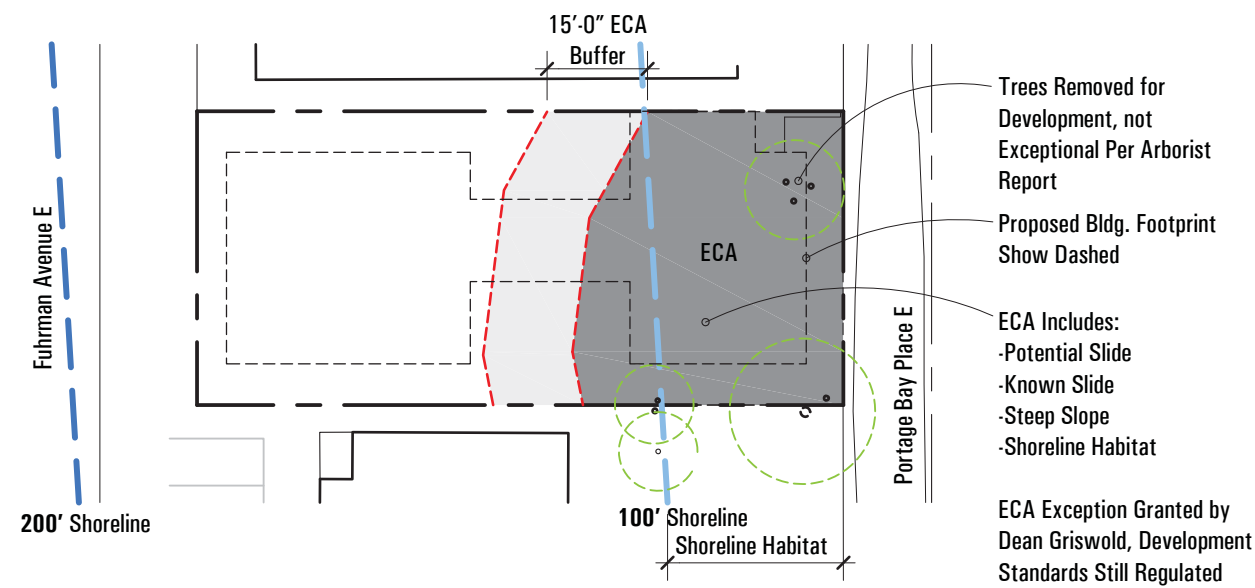 15’-0” ECA
Buffer
Trees Removed for
Development, not
Exceptional Per Arborist
Report
Proposed Bldg. Footprint
Show Dashed
ECA
Fuhrman Avenue E
Portage Bay Place E
ECA Includes:
-Potential Slide
-Known Slide
-Steep Slope
-Shoreline Habitat
ECA Exception Granted by
Dean Griswold, Development
Standards Still Regulated
200’ Shoreline
100’ Shoreline
Shoreline Habitat